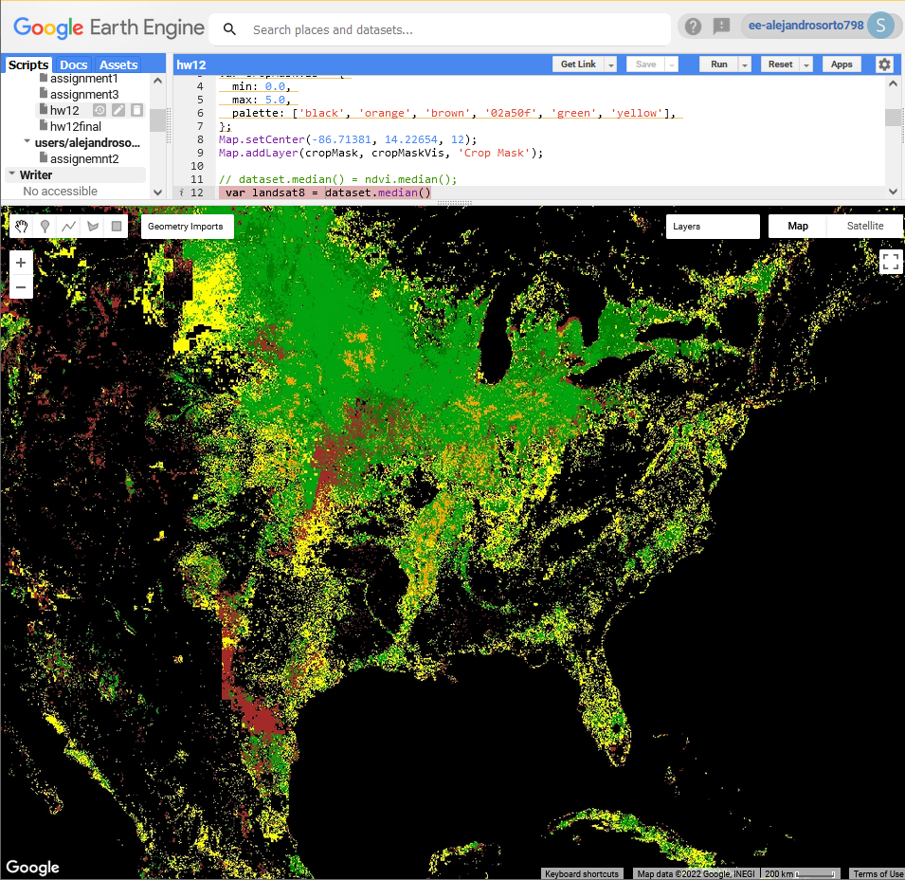 Google Earth Engine
Search places and datasets...
ee-alejandrosorto798
S
Scripts Docs Assets
assignment1
assignment3
hw12
hw12final
users/alejandroso...
assignemnt2
Writer
No accessible
hw12
Get Link Save Run Reset Apps
4 min: 0.0,
5 max: 5.0,
6 palette: ['black', 'orange', 'brown', '02a50f', 'green', 'yellow'],
7 };
8 Map.setCenter(-86.71381, 14.22654, 12);
9 Map.addLayer(cropMask, cropMaskVis, 'Crop Mask');
10
11 // dataset.median() = ndvi.median();
i 12 var landsat8 = dataset.median()
Geometry Imports
Layers
Map Satellite
+
−
Google
Keyboard shortcuts Map data ©2022 Google, INEGI 200 km Terms of Use